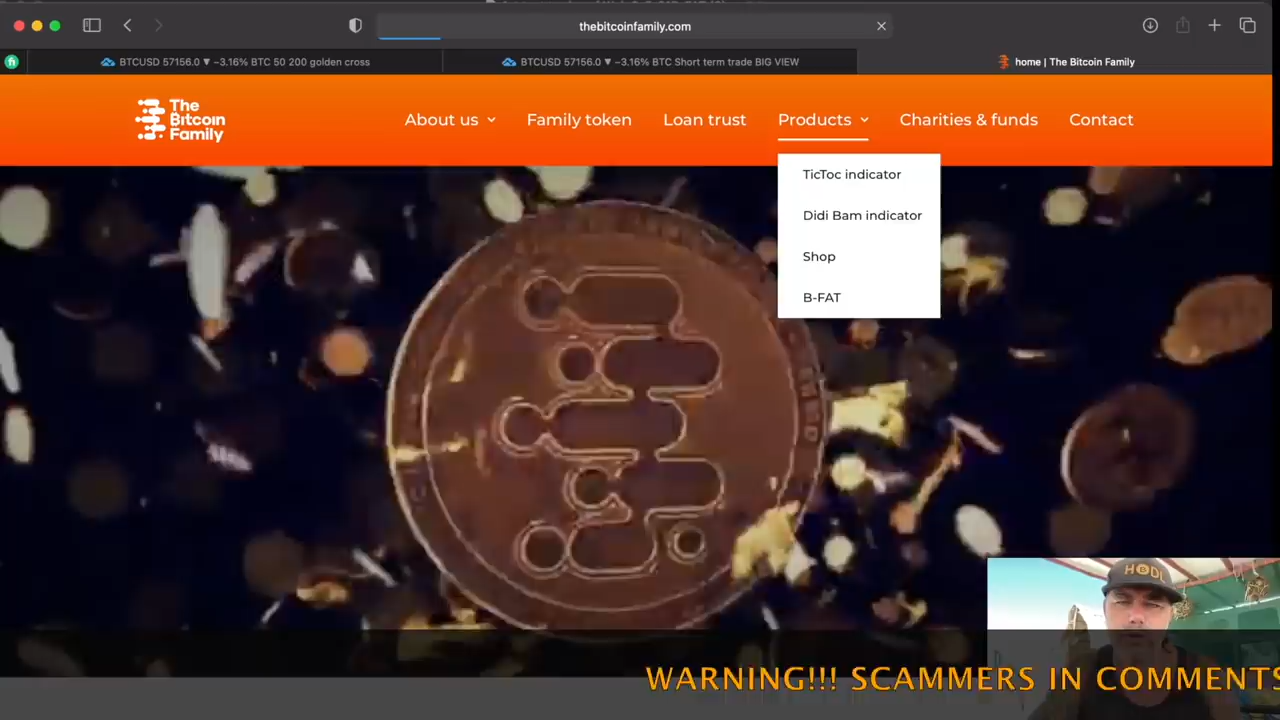 thebitcoinfamily.com
BTCUSD 57156.0 ▼ −3.16% BTC 50 200 golden cross
BTCUSD 57156.0 ▼ −3.16% BTC Short term trade BIG VIEW
home | The Bitcoin Family
The
Bitcoin
Family
About us
Family token
Loan trust
Products
Charities & funds
Contact
TicToc indicator
Didi Bam indicator
Shop
B-FAT
HODL
WARNING!!! SCAMMERS IN COMMENTS